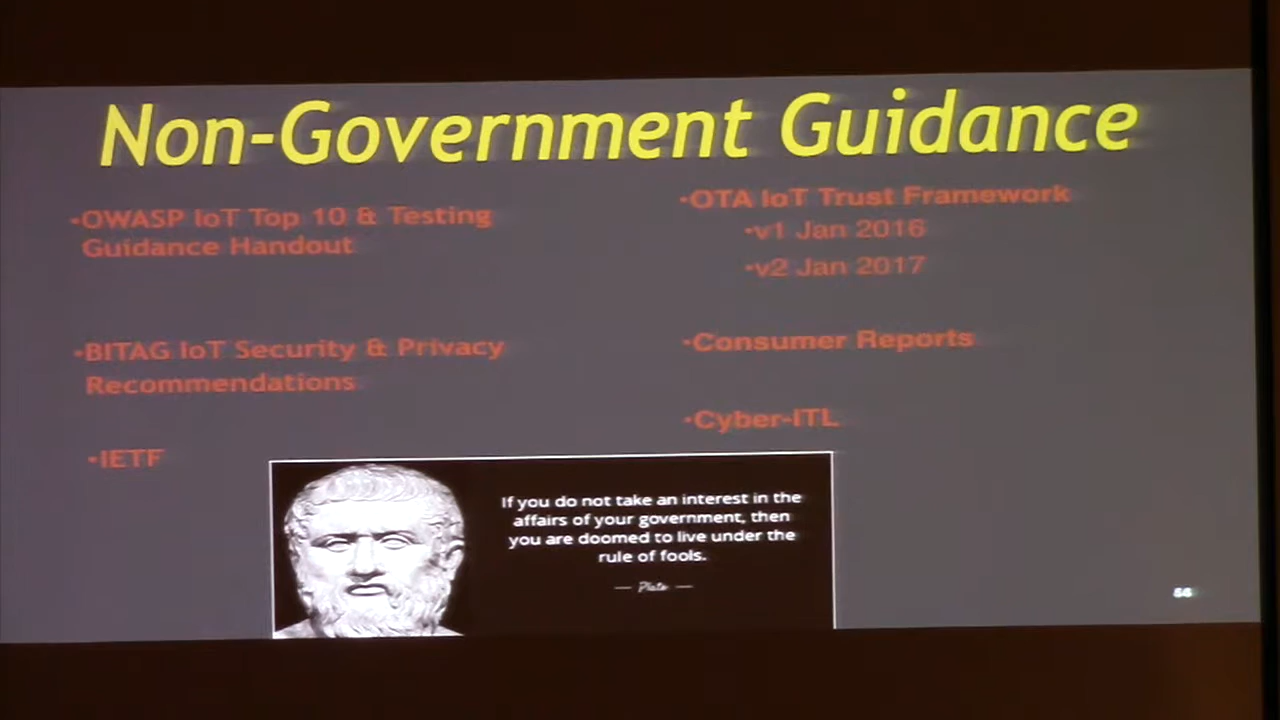 Non-Government Guidance
•OWASP IoT Top 10 & Testing
Guidance Handout
•BITAG IoT Security & Privacy
Recommendations
•IETF
•OTA IoT Trust Framework
•v1 Jan 2016
•v2 Jan 2017
•Consumer Reports
•Cyber-ITL
If you do not take an interest in the
affairs of your government, then
you are doomed to live under the
rule of fools.
— Plato —